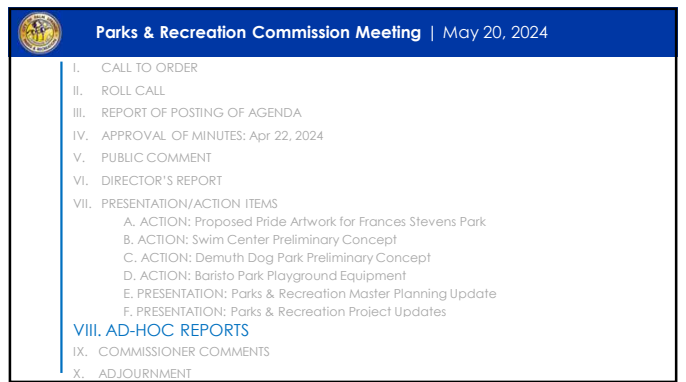 Parks & Recreation Commission Meeting | May 20, 2024
I. CALL TO ORDER
II. ROLL CALL
III. REPORT OF POSTING OF AGENDA
IV. APPROVAL OF MINUTES: Apr 22, 2024
V. PUBLIC COMMENT
VI. DIRECTOR'S REPORT
VII. PRESENTATION/ACTION ITEMS
A. ACTION: Proposed Pride Artwork for Frances Stevens Park
B. ACTION: Swim Center Preliminary Concept
C. ACTION: Demuth Dog Park Preliminary Concept
D. ACTION: Baristo Park Playground Equipment
E. PRESENTATION: Parks & Recreation Master Planning Update
F. PRESENTATION: Parks & Recreation Project Updates
VIII. AD-HOC REPORTS
IX. COMMISSIONER COMMENTS
X. ADJOURNMENT